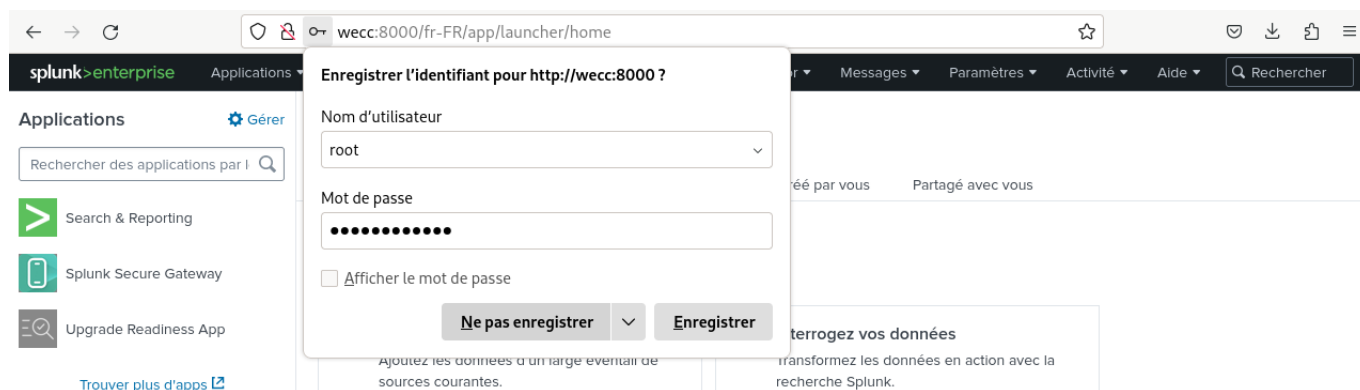 wecc:8000/fr-FR/app/launcher/home
splunk>enterprise Applications Messages Paramètres Activité Aide Rechercher
Enregistrer l'identifiant pour http://wecc:8000 ?
Nom d'utilisateur
root
Mot de passe
●●●●●●●●●●●●
Afficher le mot de passe
Ne pas enregistrer Enregistrer
Applications Gérer
Rechercher des applications par
Search & Reporting
Splunk Secure Gateway
Upgrade Readiness App
Trouver plus d'apps
par vous Partagé avec vous
Ajoutez les données d'un large éventail de
sources courantes.
terrogez vos données
Transformez les données en action avec la
recherche Splunk.